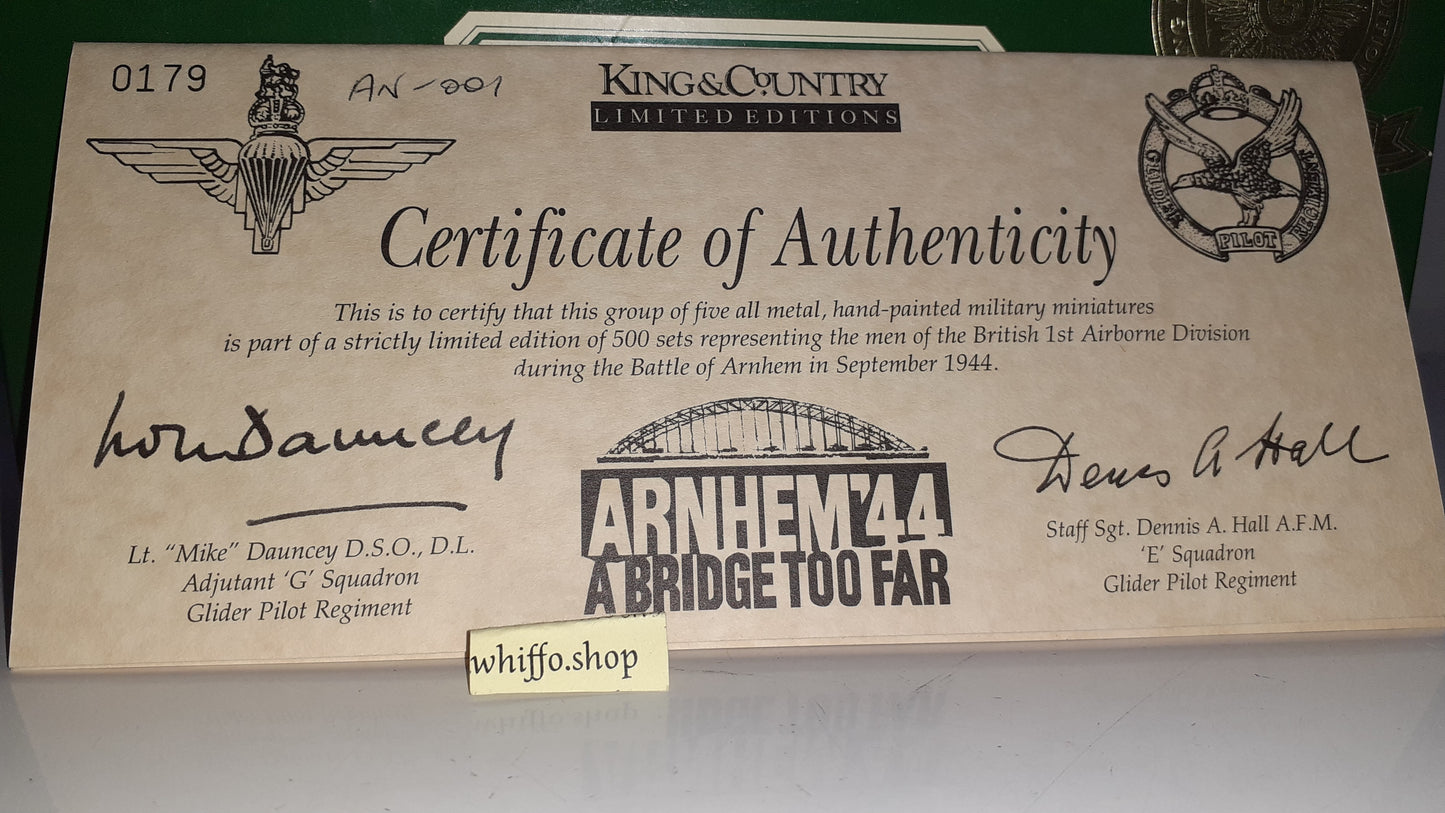 0179
AN-001
KING & COUNTRY
LIMITED EDITIONS
GLIDER PILOT REGIMENT
Certificate of Authenticity
This is to certify that this group of five all metal, hand-painted military miniatures
is part of a strictly limited edition of 500 sets representing the men of the British 1st Airborne Division
during the Battle of Arnhem in September 1944.
Dauncey
Lt. “Mike” Dauncey D.S.O., D.L.
Adjutant ‘G’ Squadron
Glider Pilot Regiment
ARNHEM '44
A BRIDGE TOO FAR
Denis A Hall
Staff Sgt. Dennis A. Hall A.F.M.
‘E’ Squadron
Glider Pilot Regiment
whiffo.shop